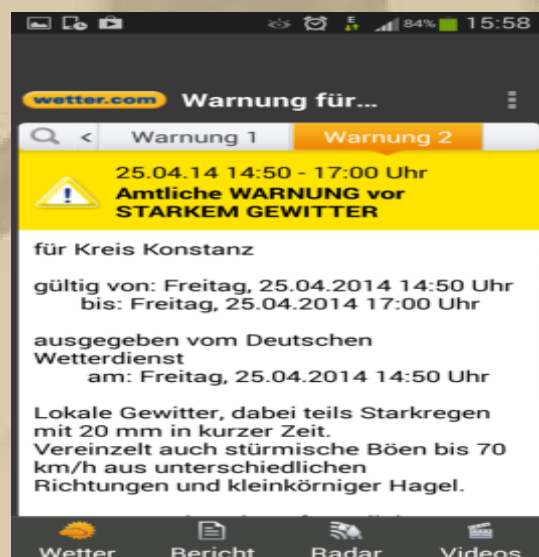 84% 15:58
wetter.com Warnung für...
< Warnung 1 Warnung 2
25.04.14 14:50 - 17:00 Uhr
Amtliche WARNUNG vor
STARKEM GEWITTER
für Kreis Konstanz
gültig von: Freitag, 25.04.2014 14:50 Uhr
bis: Freitag, 25.04.2014 17:00 Uhr
ausgegeben vom Deutschen
Wetterdienst
am: Freitag, 25.04.2014 14:50 Uhr
Lokale Gewitter, dabei teils Starkregen
mit 20 mm in kurzer Zeit.
Vereinzelt auch stürmische Böen bis 70
km/h aus unterschiedlichen
Richtungen und kleinkörniger Hagel.
Wetter Bericht Radar Videos